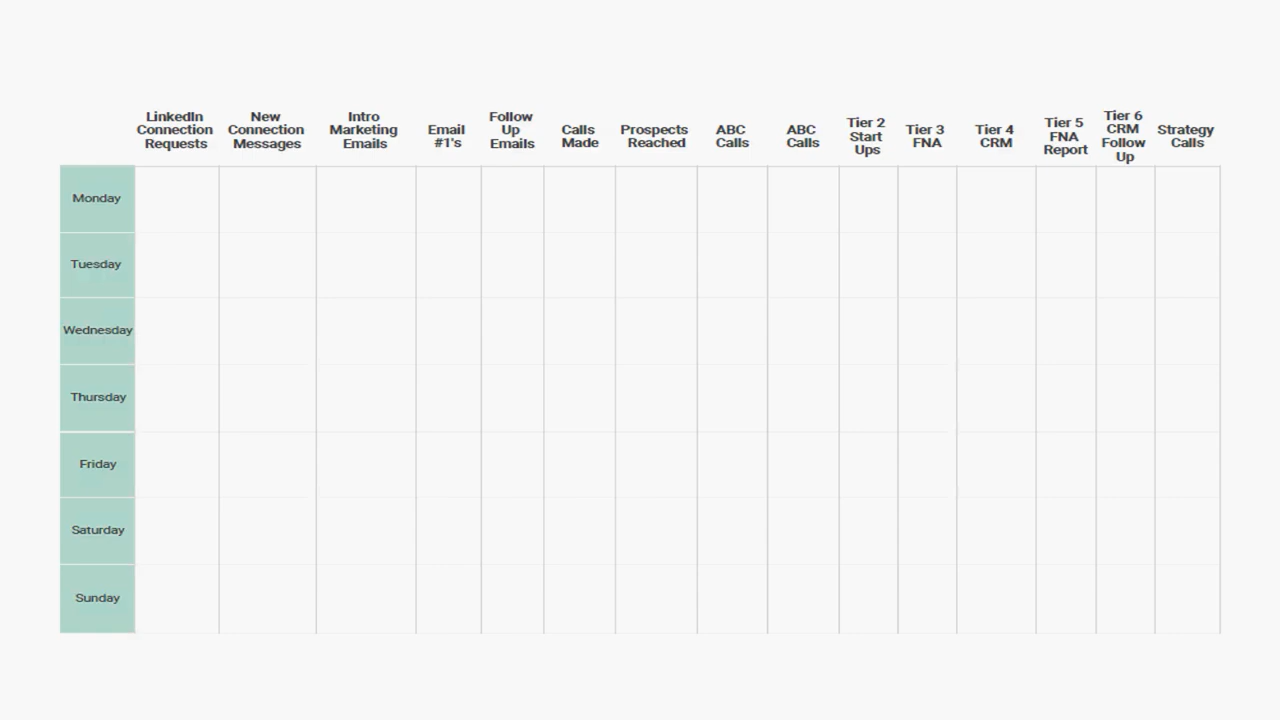 LinkedIn
Connection
Requests
New
Connection
Messages
Intro
Marketing
Emails
Email
#1's
Follow
Up
Emails
Calls
Made
Prospects
Reached
ABC
Calls
ABC
Calls
Tier 2
Start
Ups
Tier 3
FNA
Tier 4
CRM
Tier 5
FNA
Report
Tier 6
CRM
Follow
Up
Strategy
Calls
Monday
Tuesday
Wednesday
Thursday
Friday
Saturday
Sunday